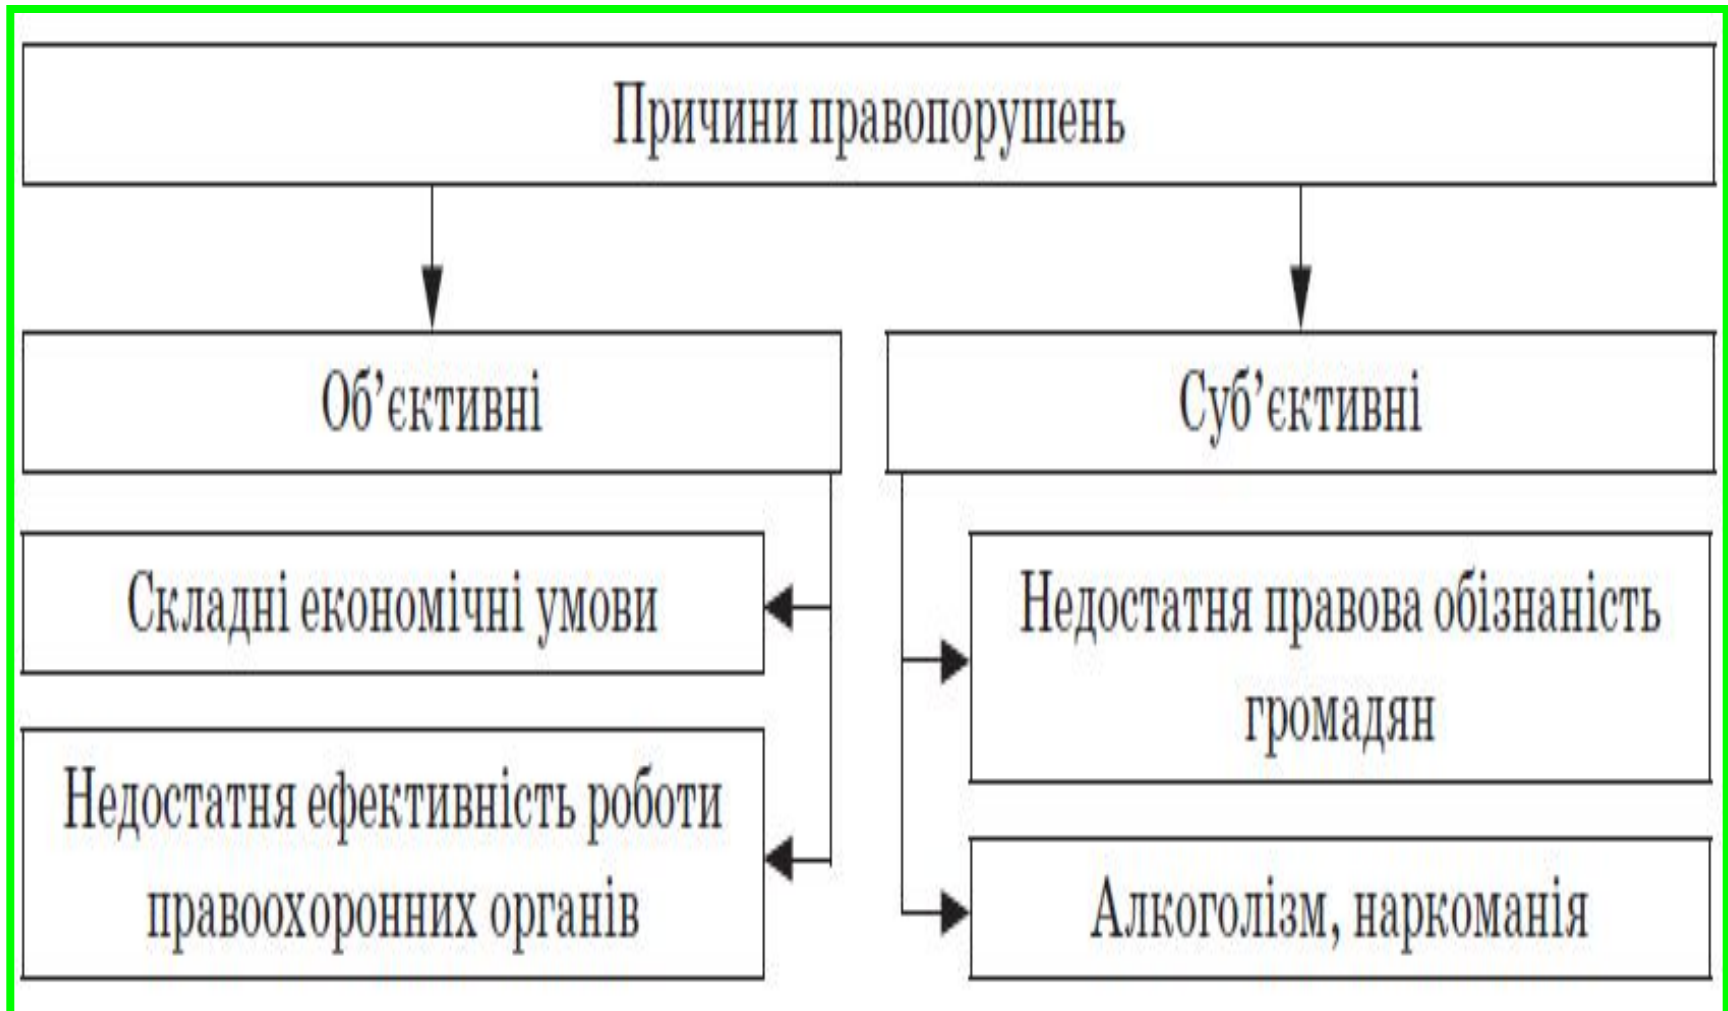 Причини правопорушень
Об’єктивні
Складні економічні умови
Недостатня ефективність роботи
правоохоронних органів
Суб’єктивні
Недостатня правова обізнаність
громадян
Алкоголізм, наркоманія